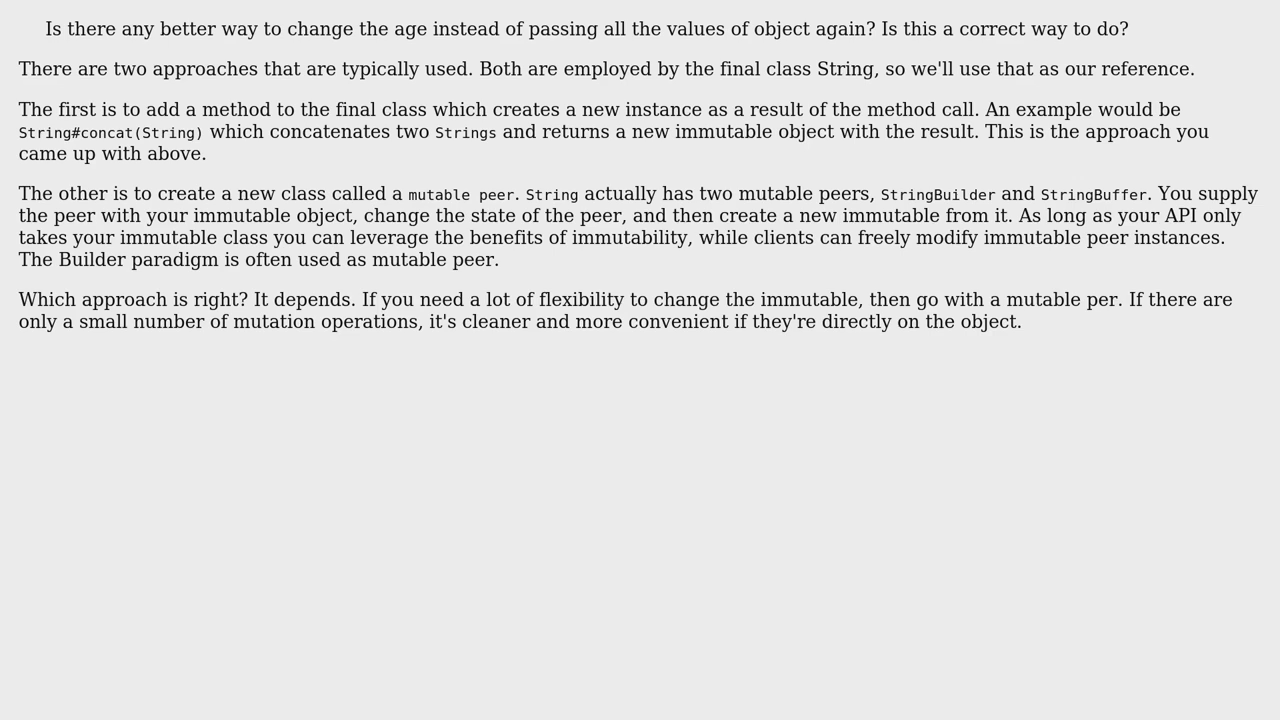 Is there any better way to change the age instead of passing all the values of object again? Is this a correct way to do?
There are two approaches that are typically used. Both are employed by the final class String, so we'll use that as our reference.
The first is to add a method to the final class which creates a new instance as a result of the method call. An example would be
String#concat(String) which concatenates two Strings and returns a new immutable object with the result. This is the approach you
came up with above.
The other is to create a new class called a mutable peer. String actually has two mutable peers, StringBuilder and StringBuffer. You supply
the peer with your immutable object, change the state of the peer, and then create a new immutable from it. As long as your API only
takes your immutable class you can leverage the benefits of immutability, while clients can freely modify immutable peer instances.
The Builder paradigm is often used as mutable peer.
Which approach is right? It depends. If you need a lot of flexibility to change the immutable, then go with a mutable per. If there are
only a small number of mutation operations, it's cleaner and more convenient if they're directly on the object.